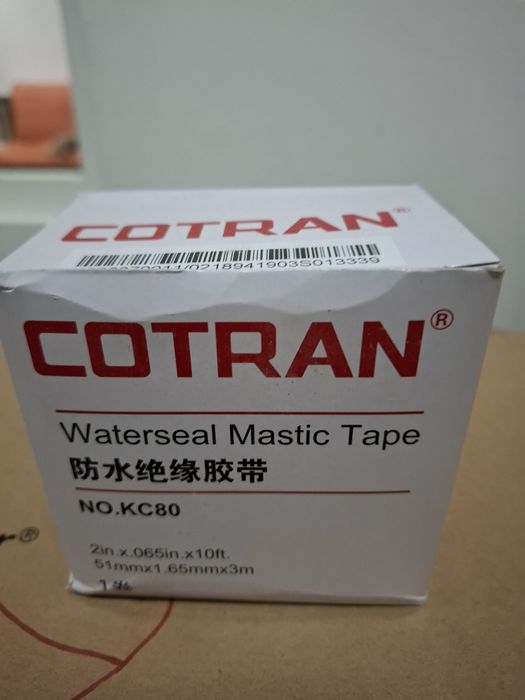 COTRAN®
COTRAN®
Waterseal Mastic Tape
防水绝缘胶带
NO.KC80
2in.x.065in.x10ft.
51mmx1.65mmx3m
®